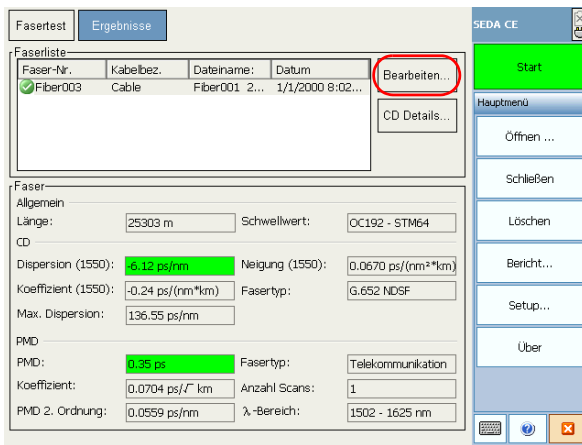 Fasertest Ergebnisse
Faserliste
Faser-Nr. Kabelbez. Dateiname: Datum
Fiber003 Cable Fiber001 2... 1/1/2000 8:02...
Bearbeiten...
CD Details...
Faser
Allgemein
Länge: 25303 m Schwellwert: OC192 - STM64
CD
Dispersion (1550): -6.12 ps/nm Neigung (1550): 0.0670 ps/(nm²*km)
Koeffizient (1550): -0.24 ps/(nm*km) Fasertyp: G.652 NDSF
Max. Dispersion: 136.55 ps/nm
PMD
PMD: 0.35 ps Fasertyp: Telekommunikation
Koeffizient: 0.0704 ps/√ km Anzahl Scans: 1
PMD 2. Ordnung: 0.0559 ps/nm λ-Bereich: 1502 - 1625 nm
SEDA CE
Start
Hauptmenü
Öffnen ...
Schließen
Löschen
Bericht...
Setup...
Über